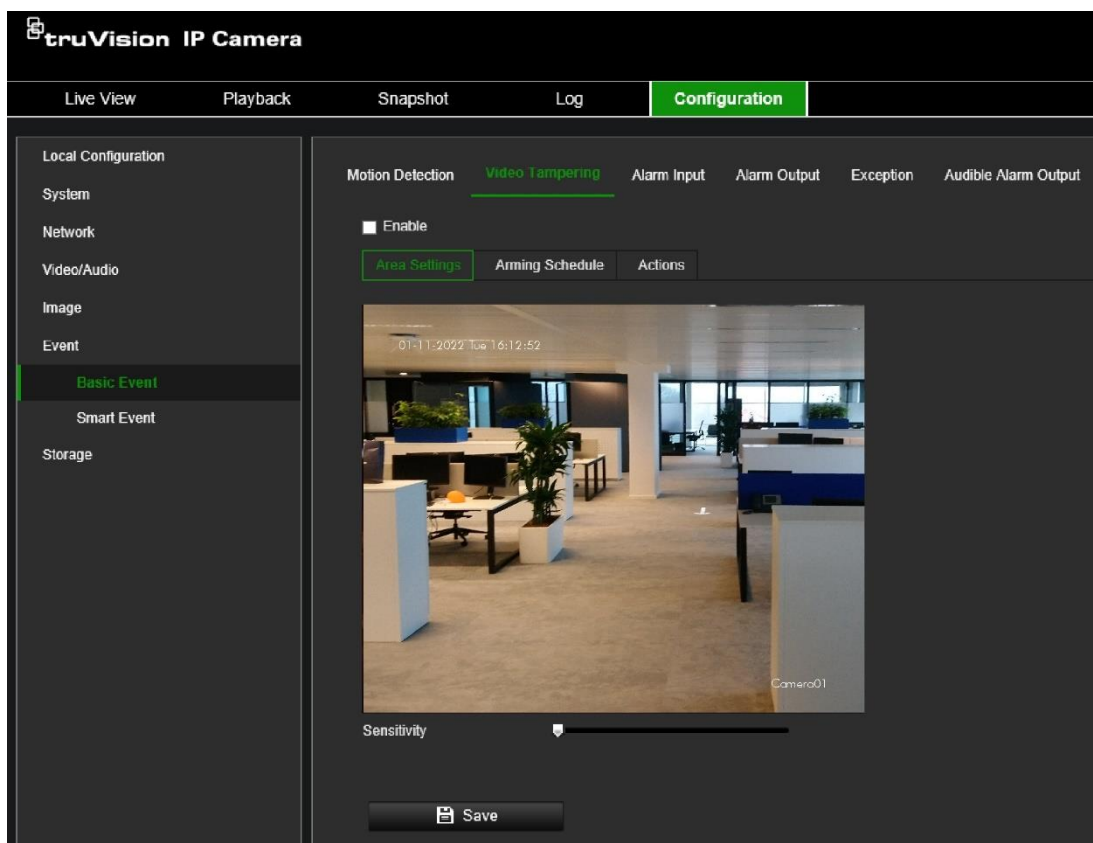 truVision IP Camera
Live View Playback Snapshot Log Configuration
Local Configuration
System
Network
Video/Audio
Image
Event
Basic Event
Smart Event
Storage
Motion Detection Video Tampering Alarm Input Alarm Output Exception Audible Alarm Output
Enable
Area Settings Arming Schedule Actions
01-11-2022 Tue 16:12:52
Camera01
Sensitivity
Save